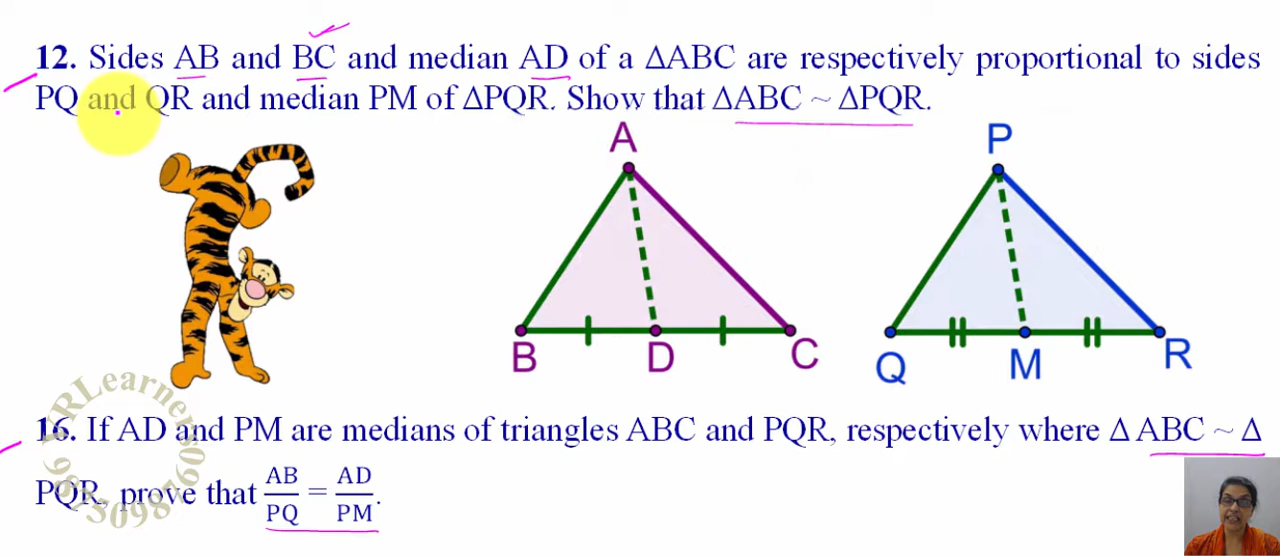 12. Sides AB and BC and median AD of a ΔABC are respectively proportional to sides
PQ and QR and median PM of ΔPQR. Show that ΔABC ~ ΔPQR.
A
P
B
D
C
Q
M
R
VRLearners
9873098750
16. If AD and PM are medians of triangles ABC and PQR, respectively where Δ ABC ~ Δ
PQR, prove that AB/PQ = AD/PM.